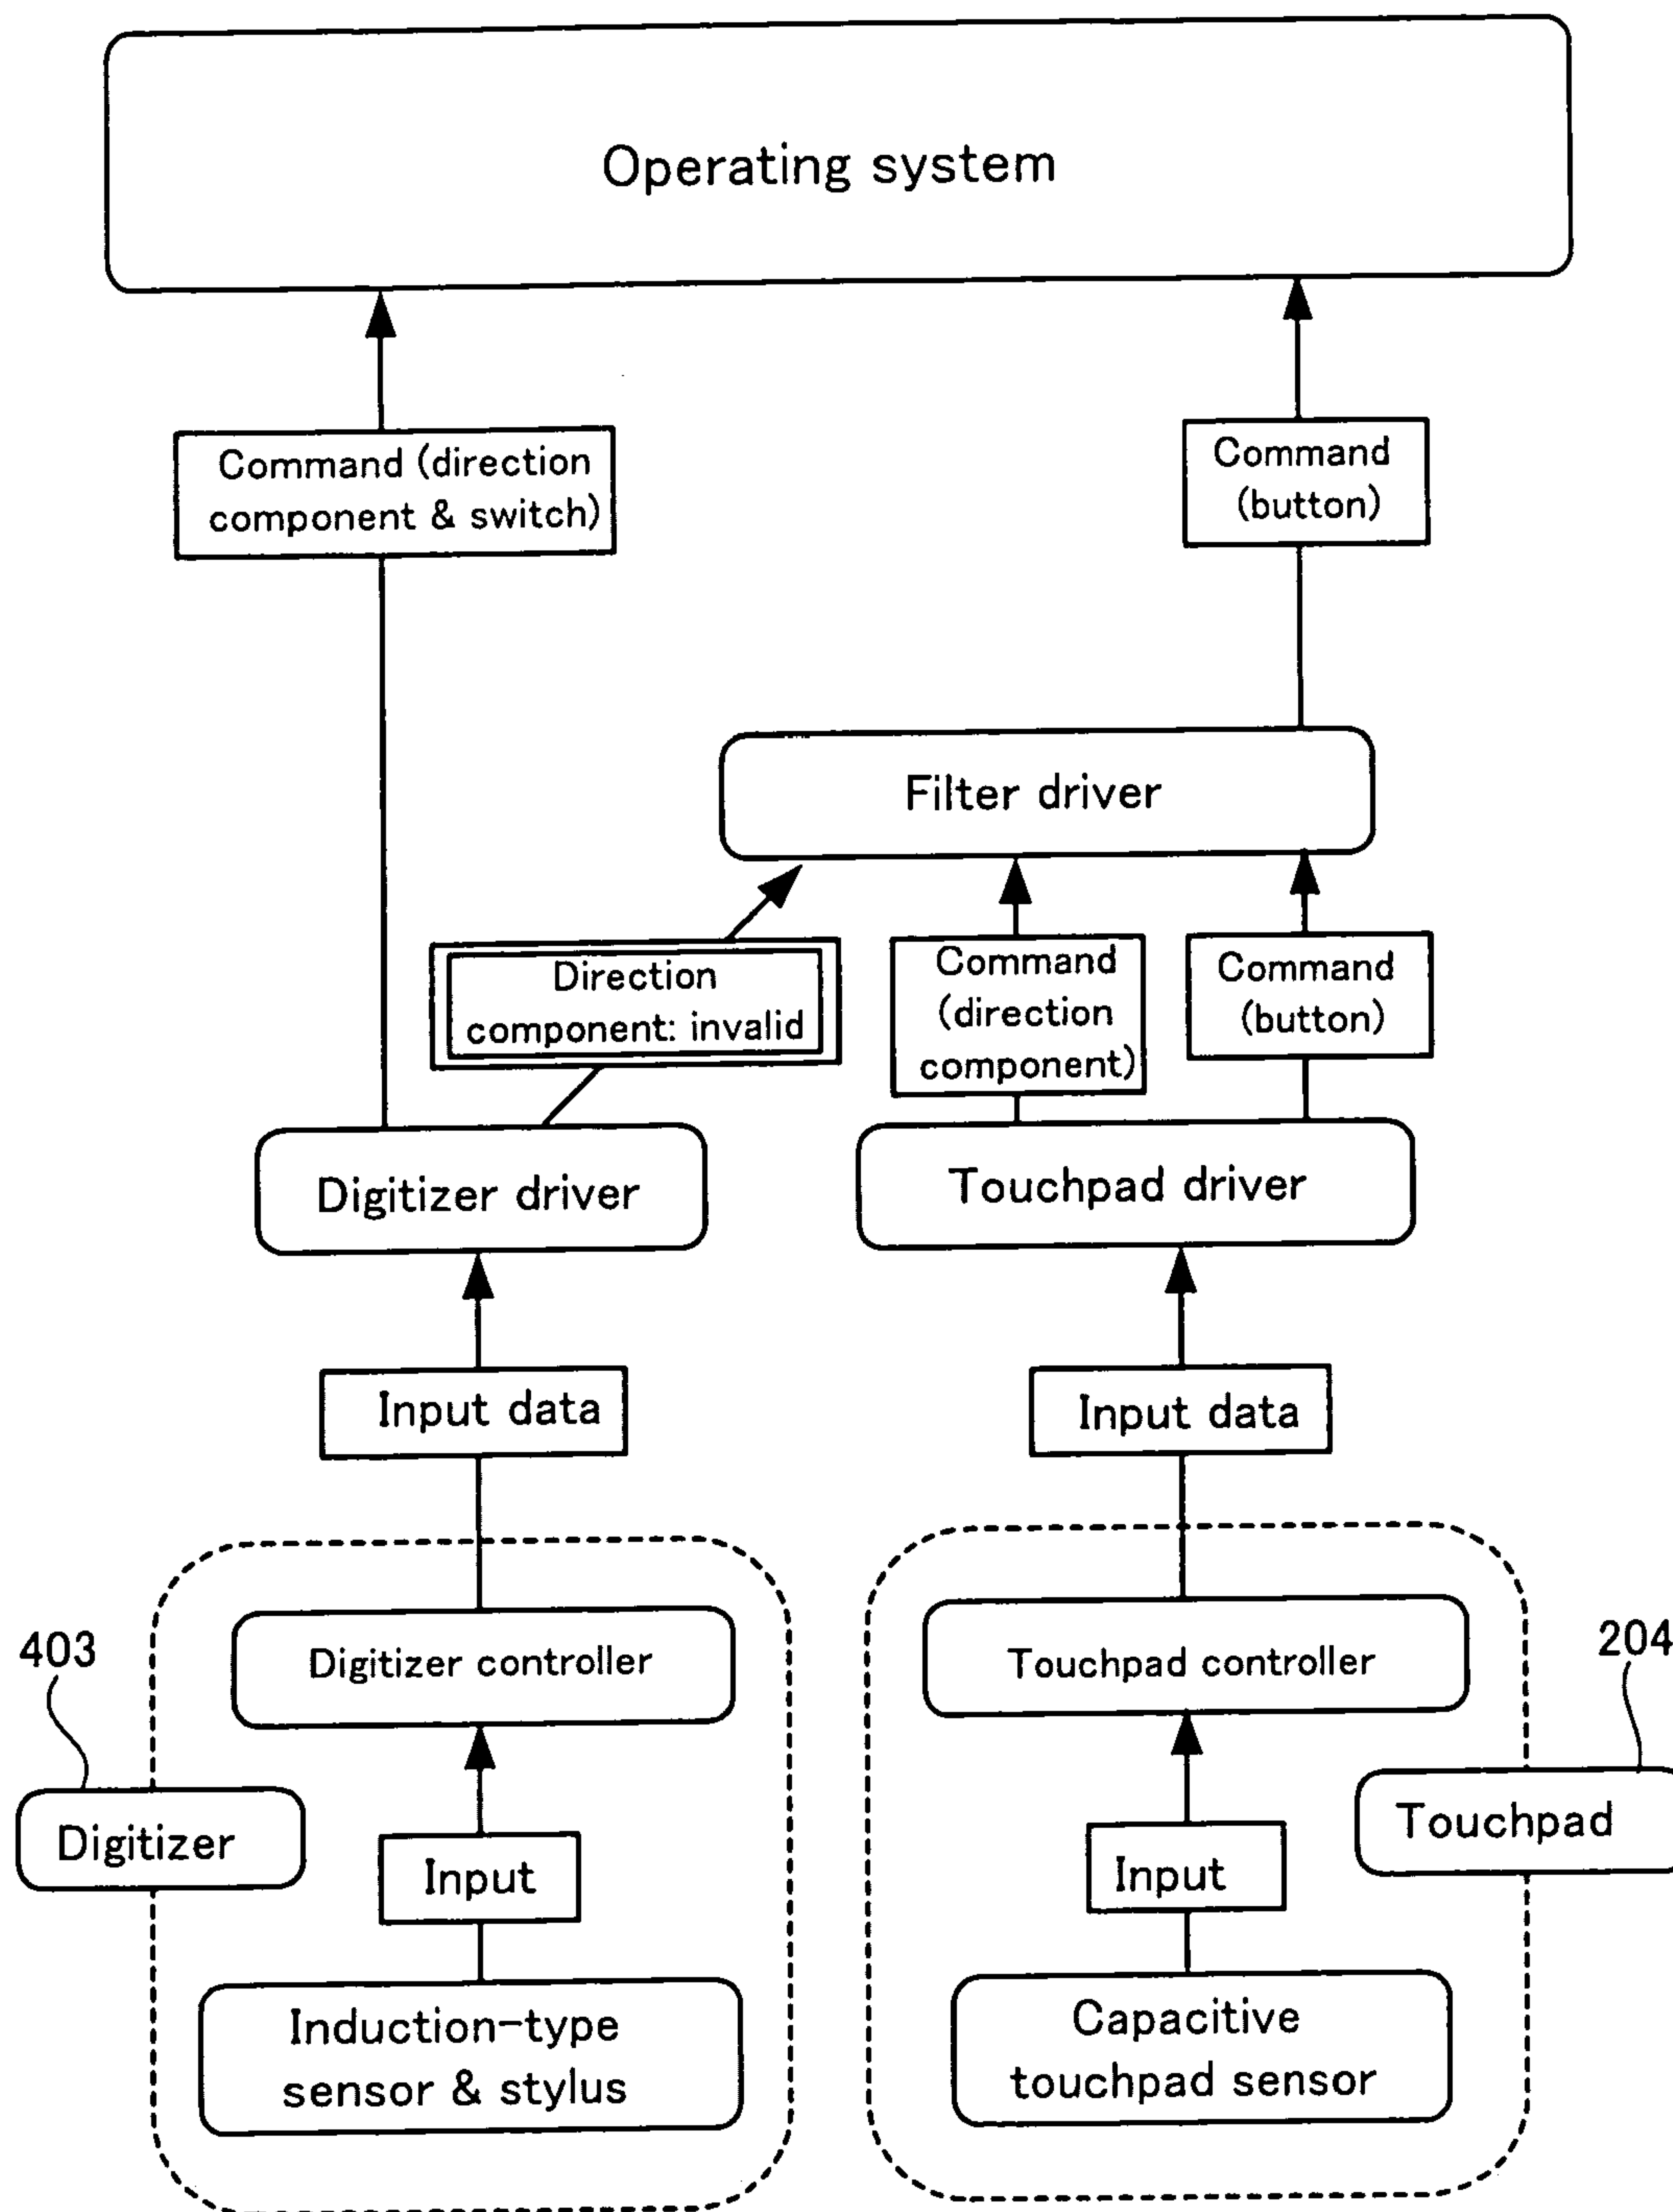 Operating system
Command (direction
component & switch)
Command
(button)
Filter driver
Direction
component: invalid
Command
(direction
component)
Command
(button)
Digitizer driver
Touchpad driver
Input data
Input data
403
Digitizer controller
Touchpad controller
204
Digitizer
Input
Input
Touchpad
Induction-type
sensor & stylus
Capacitive
touchpad sensor